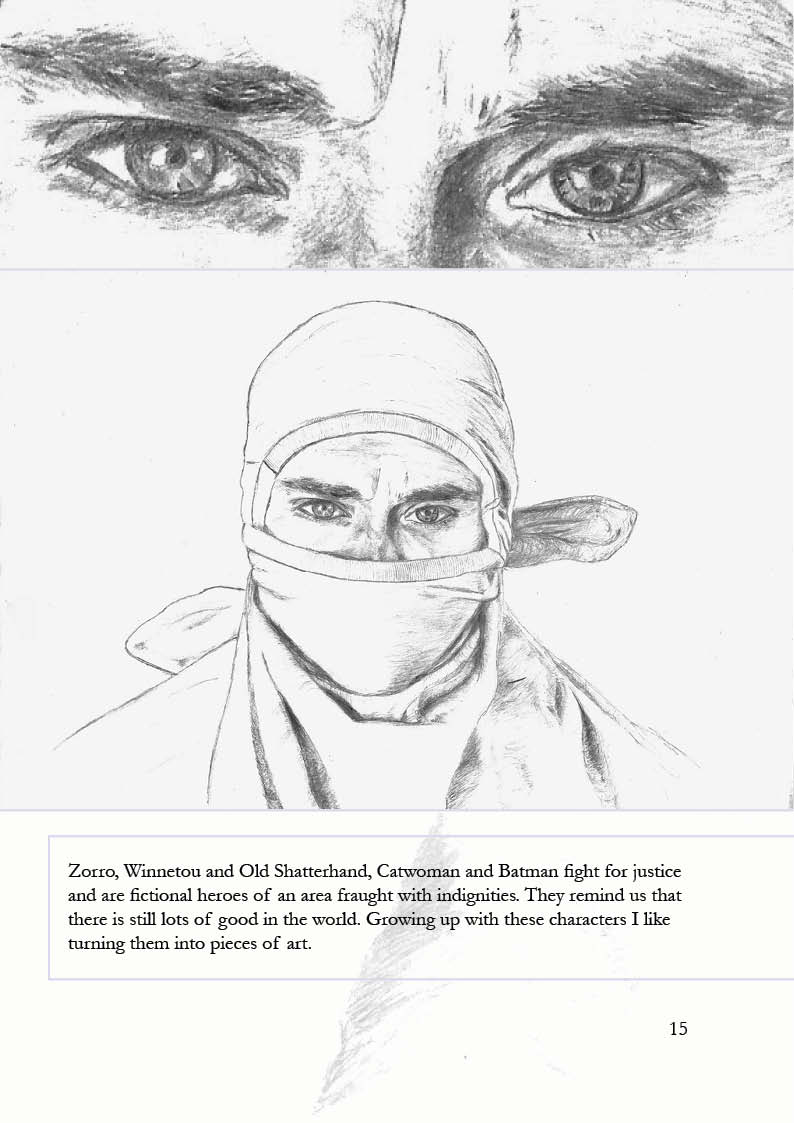 Zorro, Winnetou and Old Shatterhand, Catwoman and Batman fight for justice
and are fictional heroes of an area fraught with indignities. They remind us that
there is still lots of good in the world. Growing up with these characters I like
turning them into pieces of art.
15